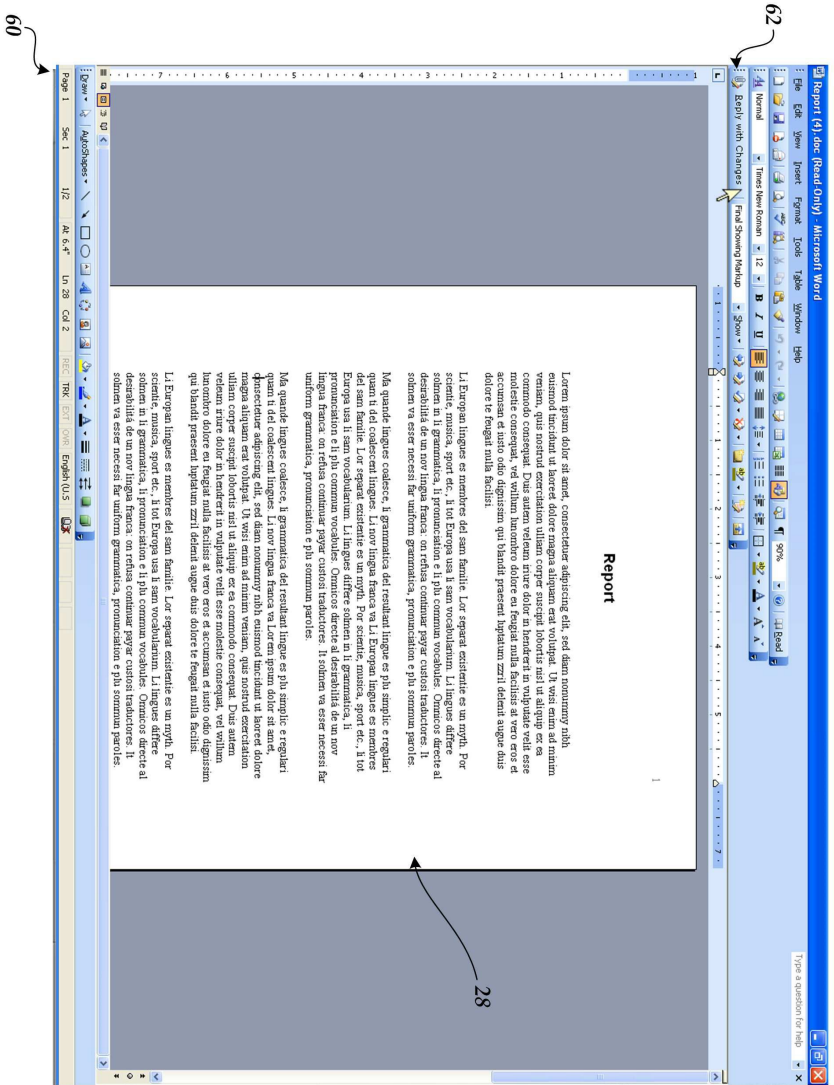 62
60
28
Report (4).doc (Read-Only) - Microsoft Word
File Edit View Insert Format Tools Table Window Help
Type a question for help
90% Read
Normal Times New Roman 12 B I U
Reply with Changes Final Showing Markup Show
1
Report
Lorem ipsum dolor sit amet, consectetuer adipiscing elit, sed diam nonummy nibh
euismod tincidunt ut laoreet dolore magna aliquam erat volutpat. Ut wisi enim ad minim
veniam, quis nostrud exercitation ulliam corper suscipit lobortis nisl ut aliquip ex ea
commodo consequat. Duis autem veleum iriure dolor in hendrerit in vulputate velit esse
molestie consequat, vel willum lunombro dolore eu feugiat nulla facilisis at vero eros et
accumsan et iusto odio dignissim qui blandit praesent luptatum zzril delenit augue duis
dolore te feugait nulla facilisi.
Li Europan lingues es membres del sam familie. Lor separat existentie es un myth. Por
scientie, musica, sport etc., li tot Europa usa li sam vocabularium. Li lingues differe
solmen in li grammatica, li pronunciation e li plu commun vocabules. Omnicos directe al
desirabilitá de un nov lingua franca: on refusa continuar payar custosi traductores. It
solmen va esser necessi far uniform grammatica, pronunciation e plu sommun paroles.
Ma quande lingues coalesce, li grammatica del resultant lingue es plu simplic e regulari
quam ti del coalescent lingues. Li nov lingua franca va Li Europan lingues es membres
del sam familie. Lor separat existentie es un myth. Por scientie, musica, sport etc., li tot
Europa usa li sam vocabularium. Li lingues differe solmen in li grammatica, li
pronunciation e li plu commun vocabules. Omnicos directe al desirabilitá de un nov
lingua franca: on refusa continuar payar custosi traductores. It solmen va esser necessi far
uniform grammatica, pronunciation e plu sommun paroles.
Ma quande lingues coalesce, li grammatica del resultant lingue es plu simplic e regulari
quam ti del coalescent lingues. Li nov lingua franca va Lorem ipsum dolor sit amet,
consectetuer adipiscing elit, sed diam nonummy nibh euismod tincidunt ut laoreet dolore
magna aliquam erat volutpat. Ut wisi enim ad minim veniam, quis nostrud exercitation
ulliam corper suscipit lobortis nisl ut aliquip ex ea commodo consequat. Duis autem
veleum iriure dolor in hendrerit in vulputate velit esse molestie consequat, vel willum
lunombro dolore eu feugiat nulla facilisis at vero eros et accumsan et iusto odio dignissim
qui blandit praesent luptatum zzril delenit augue duis dolore te feugait nulla facilisi.
Li Europan lingues es membres del sam familie. Lor separat existentie es un myth. Por
scientie, musica, sport etc., li tot Europa usa li sam vocabularium. Li lingues differe
solmen in li grammatica, li pronunciation e li plu commun vocabules. Omnicos directe al
desirabilitá de un nov lingua franca: on refusa continuar payar custosi traductores. It
solmen va esser necessi far uniform grammatica, pronunciation e plu sommun paroles.
Draw AutoShapes
Page 1 Sec 1 1/2 At 6.4" Ln 28 Col 2 REC TRK EXT OVR English (U.S